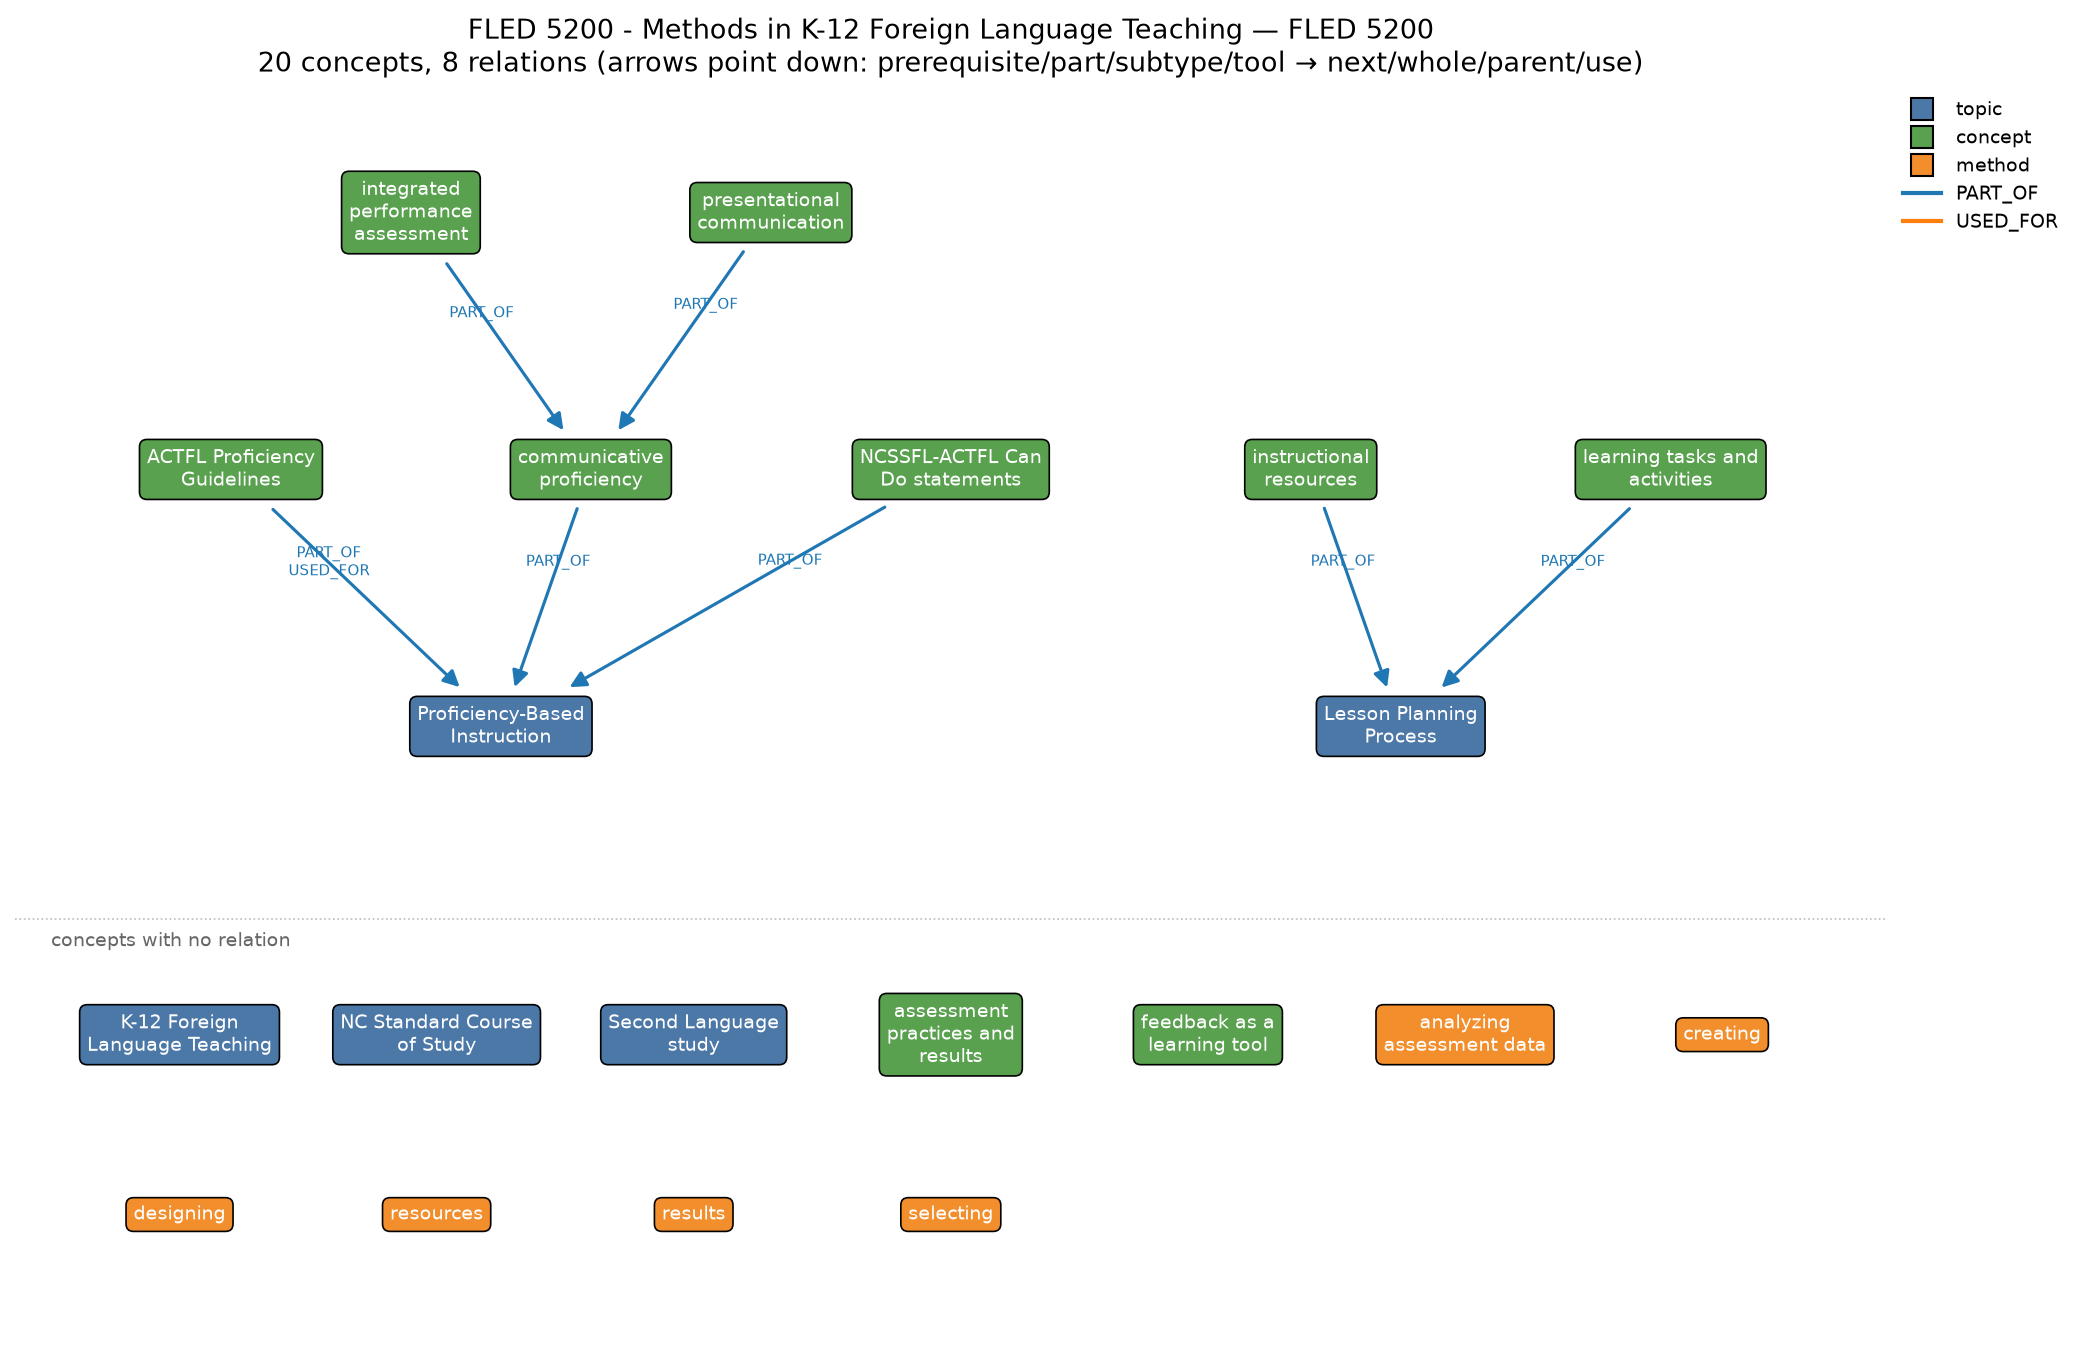 FLED 5200 - Methods in K-12 Foreign Language Teaching — FLED 5200
20 concepts, 8 relations (arrows point down: prerequisite/part/subtype/tool → next/whole/parent/use)
topic
concept
method
PART_OF
USED_FOR
integrated
performance
assessment
presentational
communication
PART_OF
PART_OF
ACTFL Proficiency
Guidelines
communicative
proficiency
NCSSFL-ACTFL Can
Do statements
instructional
resources
learning tasks and
activities
PART_OF
USED_FOR
PART_OF
PART_OF
PART_OF
PART_OF
Proficiency-Based
Instruction
Lesson Planning
Process
concepts with no relation
K-12 Foreign
Language Teaching
NC Standard Course
of Study
Second Language
study
assessment
practices and
results
feedback as a
learning tool
analyzing
assessment data
creating
designing
resources
results
selecting